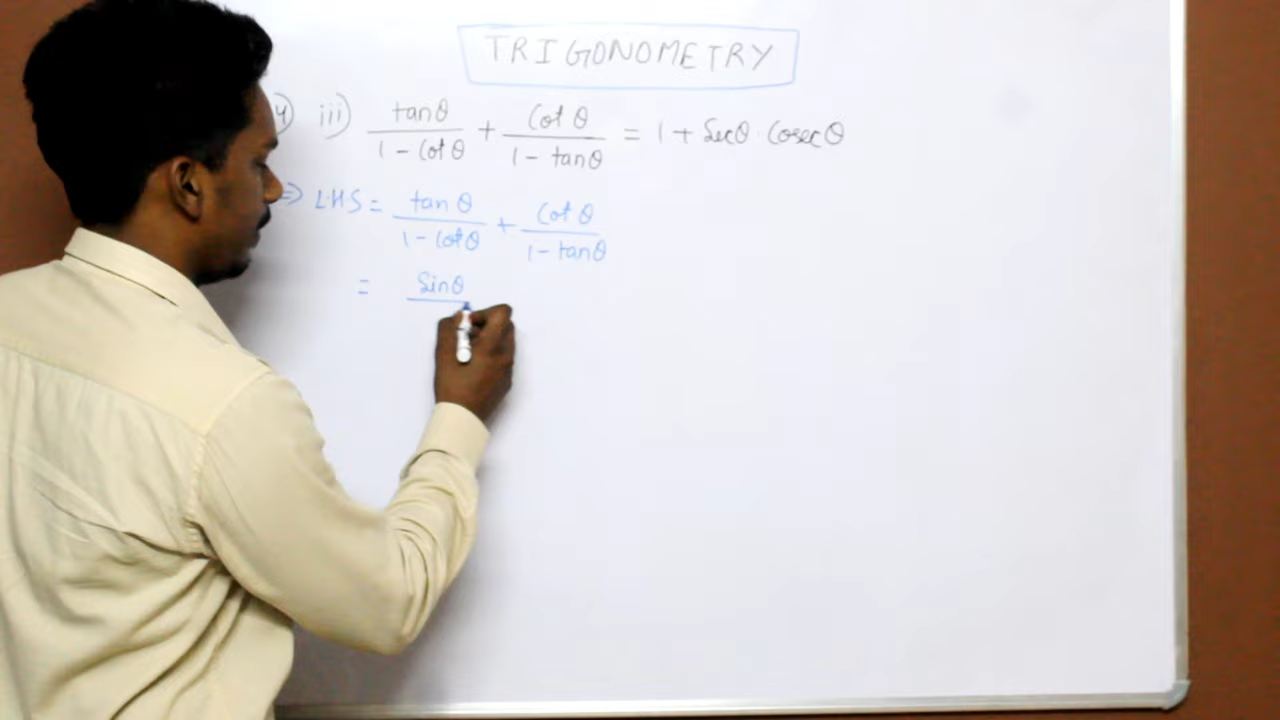 TRIGONOMETRY
4) iii) tanθ / 1 - Cotθ + Cotθ / 1 - tanθ = 1 + Secθ · Cosecθ
=> LHS = tanθ / 1 - Cotθ + Cotθ / 1 - tanθ
= Sinθ